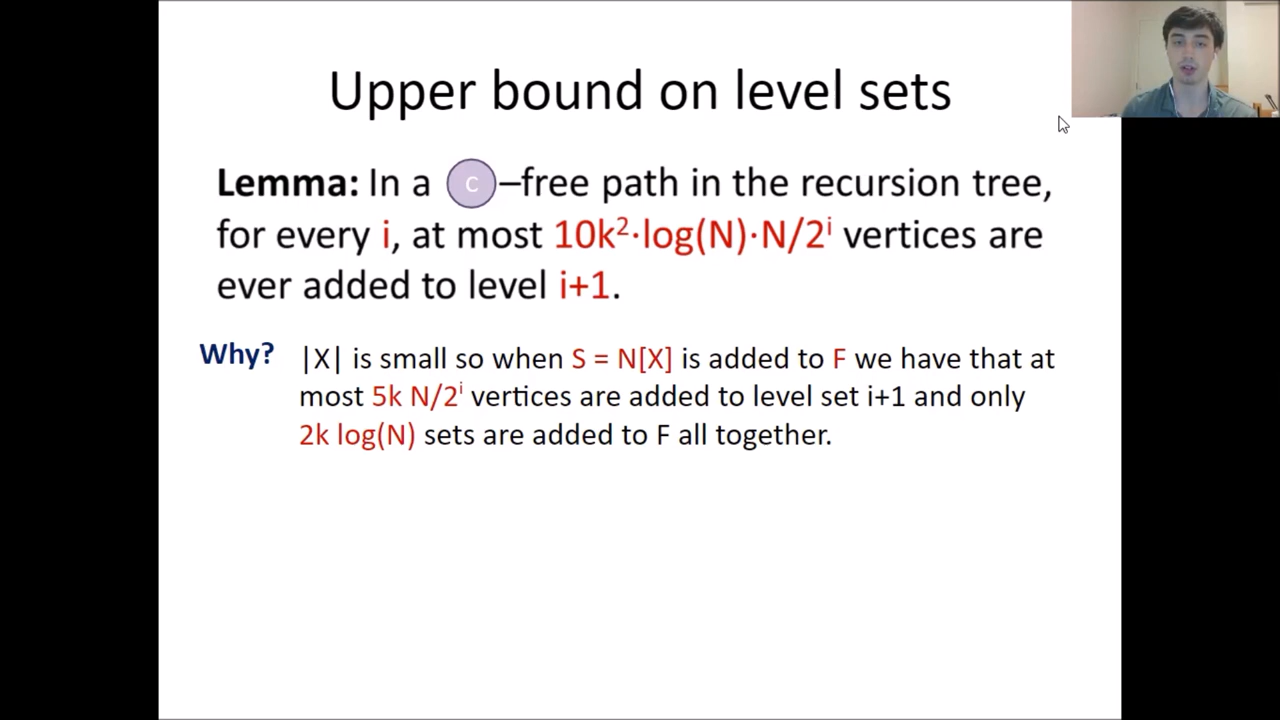 Upper bound on level sets
Lemma: In a c –free path in the recursion tree,
for every i, at most 10k²·log(N)·N/2ⁱ vertices are
ever added to level i+1.
Why? |X| is small so when S = N[X] is added to F we have that at
most 5k N/2ⁱ vertices are added to level set i+1 and only
2k log(N) sets are added to F all together.